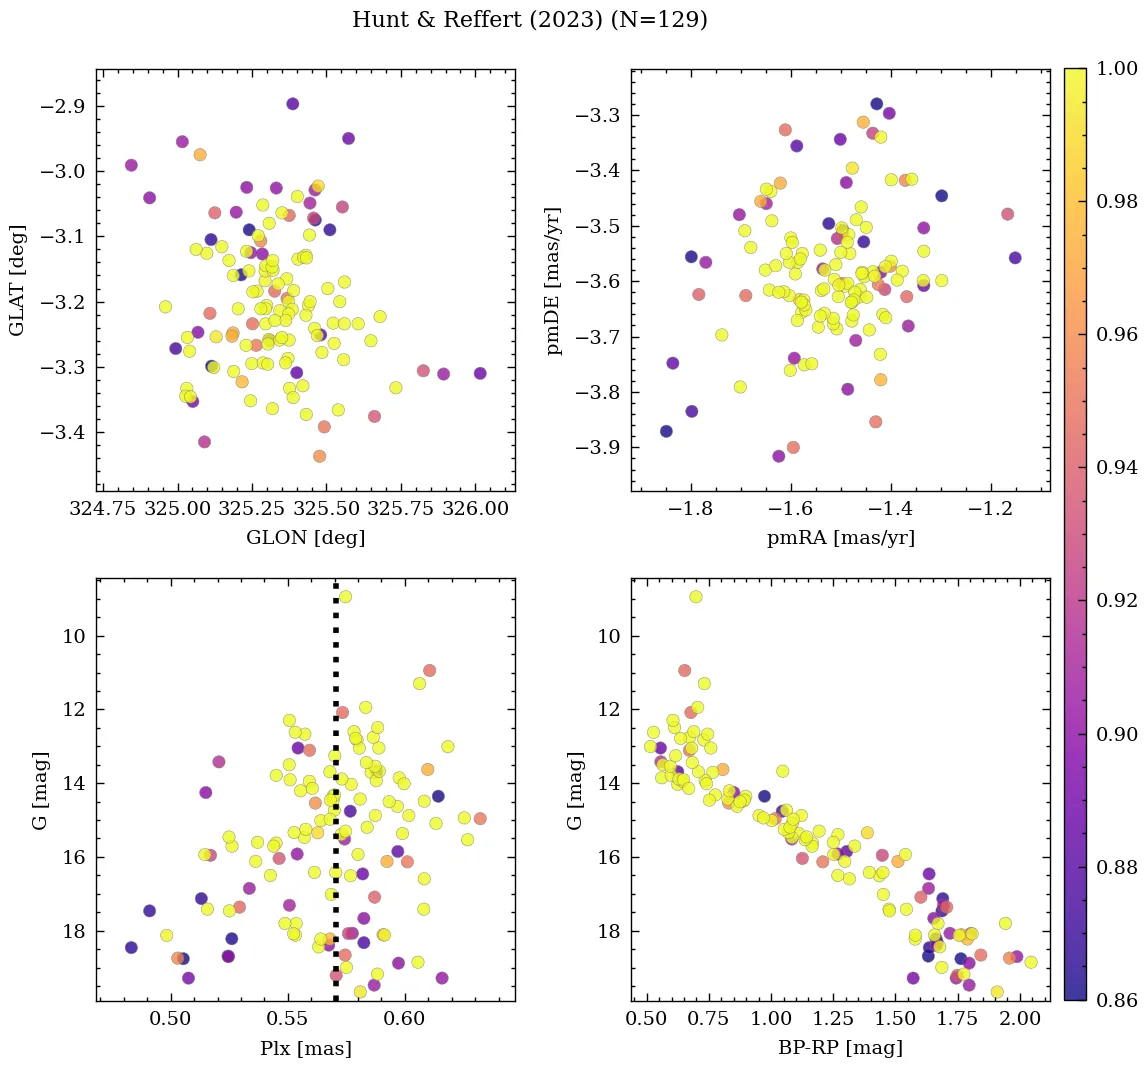 Hunt & Reffert (2023) (N=129)
−2.9
−3.0
−3.1
−3.2
−3.3
−3.4
GLAT [deg]
324.75 325.00 325.25 325.50 325.75 326.00
GLON [deg]
−3.3
−3.4
−3.5
−3.6
−3.7
−3.8
−3.9
pmDE [mas/yr]
−1.8 −1.6 −1.4 −1.2
pmRA [mas/yr]
10
12
14
16
18
G [mag]
0.50 0.55 0.60
Plx [mas]
10
12
14
16
18
G [mag]
0.50 0.75 1.00 1.25 1.50 1.75 2.00
BP-RP [mag]
1.00
0.98
0.96
0.94
0.92
0.90
0.88
0.86